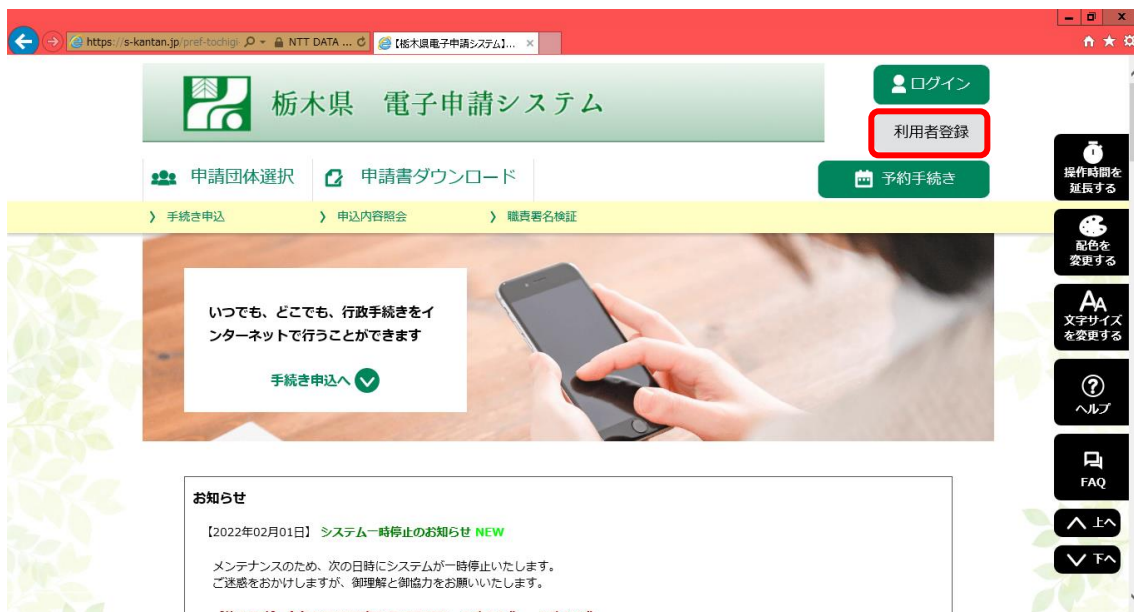 https://s-kantan.jp/pref-tochigi-
NTT DATA ...
【栃木県電子申請システム】...
栃木県 電子申請システム
ログイン
利用者登録
申請団体選択
申請書ダウンロード
予約手続き
手続き申込
申込内容照会
職責署名検証
操作時間を
延長する
配色を
変更する
AA
文字サイズ
を変更する
ヘルプ
FAQ
上へ
下へ
いつでも、どこでも、行政手続きをイ
ンターネットで行うことができます
手続き申込へ
お知らせ
【2022年02月01日】 システム一時停止のお知らせ NEW
メンテナンスのため、次の日時にシステムが一時停止いたします。
ご迷惑をおかけしますが、御理解と御協力をお願いいたします。